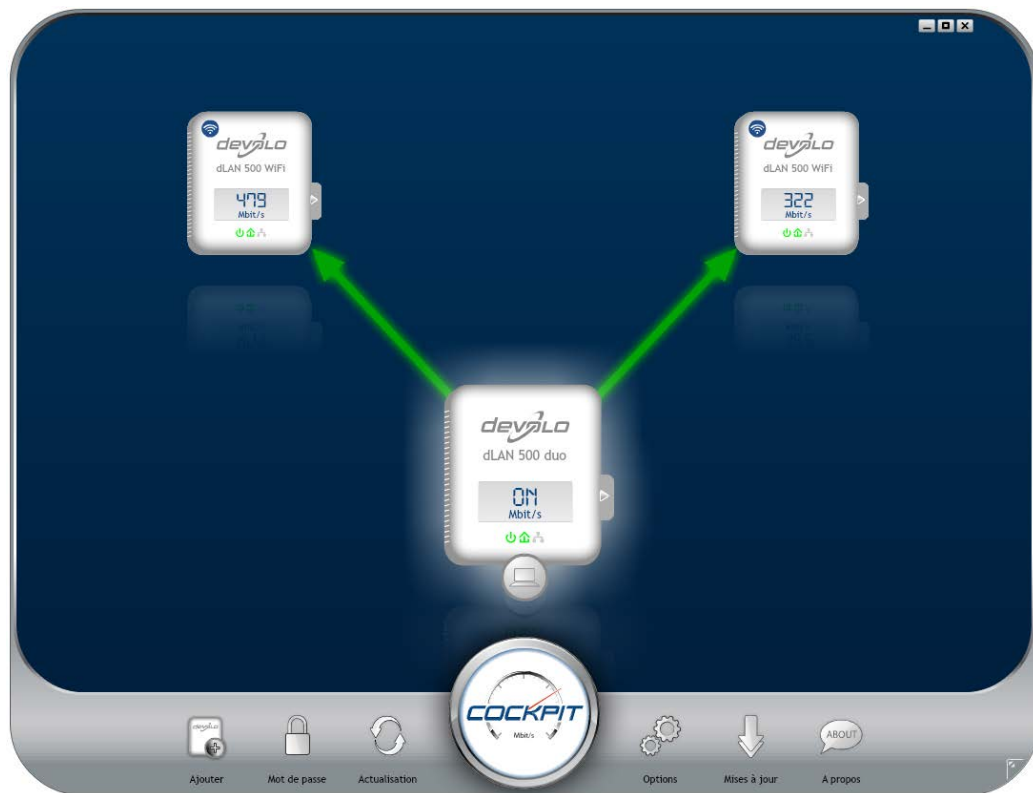 devolo
dLAN 500 WiFi
479
Mbit/s
devolo
dLAN 500 WiFi
322
Mbit/s
devolo
dLAN 500 duo
ON
Mbit/s
COCKPIT
Mbit/s
devolo
ABOUT
Ajouter
Mot de passe
Actualisation
Options
Mises à jour
A propos